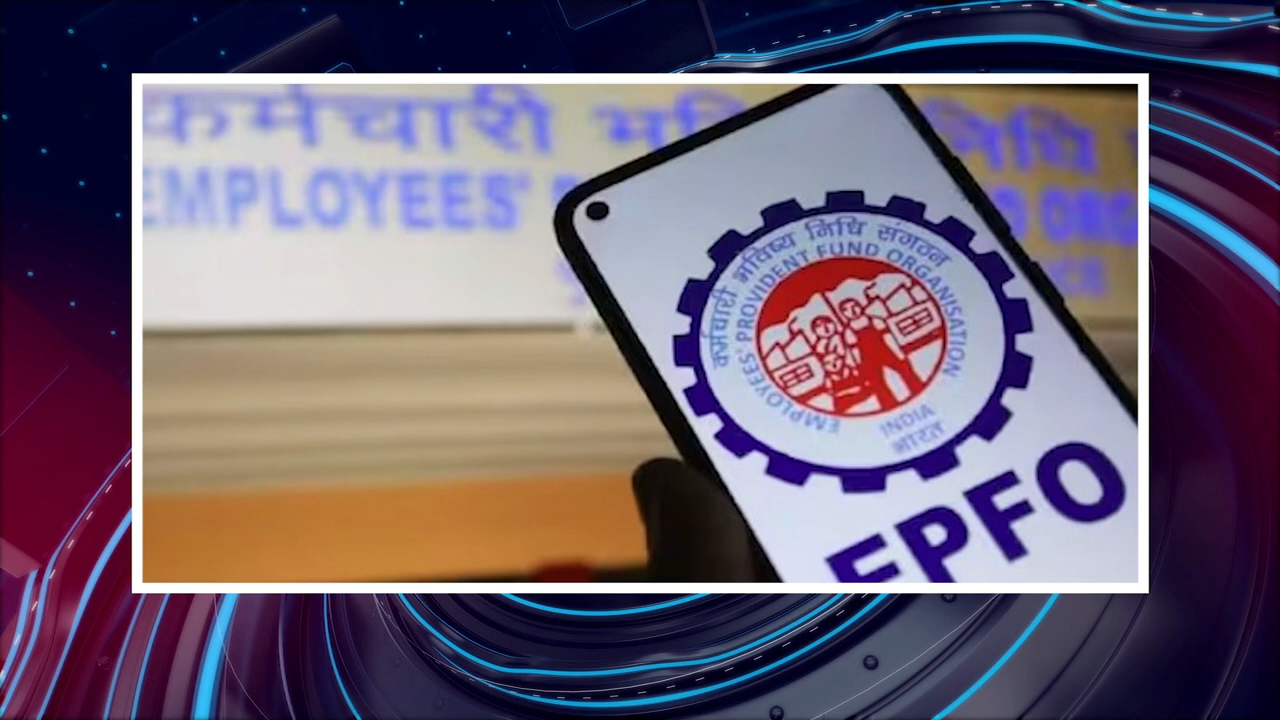 कर्मचारी
निधि
EMPLOYEES'
कर्मचारी भविष्य निधि संगठन
EMPLOYEES' PROVIDENT FUND ORGANISATION
INDIA
भारत
EPFO